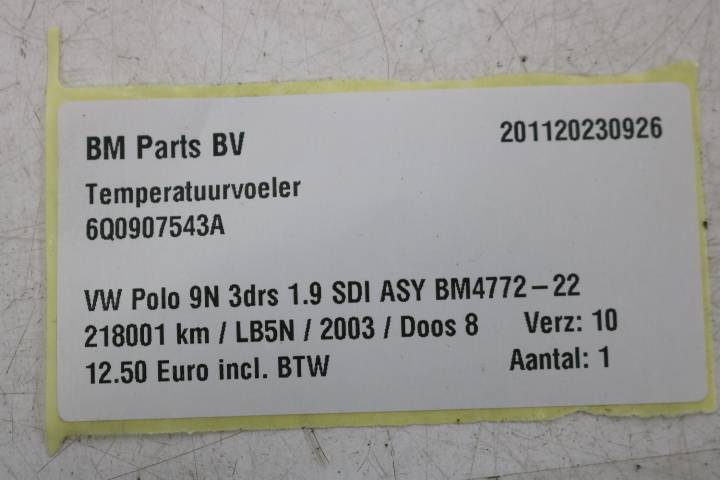 BM Parts BV 201120230926
Temperatuurvoeler
6Q0907543A
VW Polo 9N 3drs 1.9 SDI ASY BM4772-22
218001 km / LB5N / 2003 / Doos 8 Verz: 10
12.50 Euro incl. BTW Aantal: 1